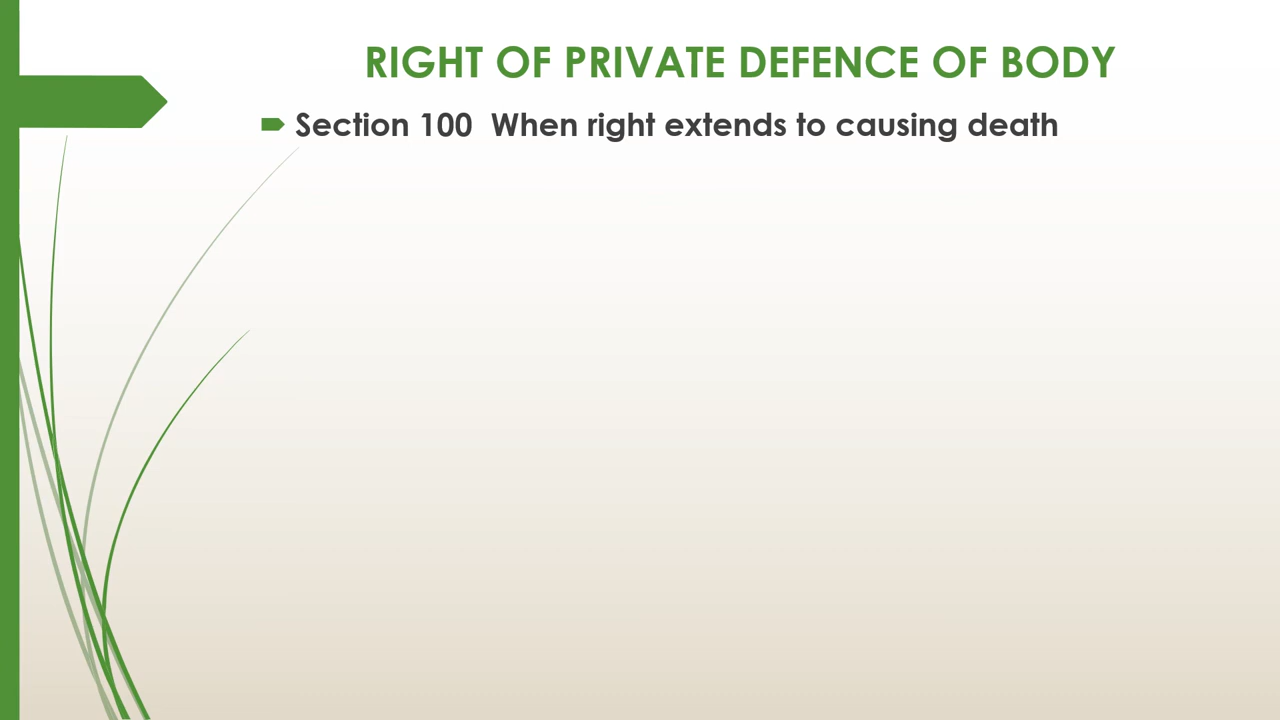 RIGHT OF PRIVATE DEFENCE OF BODY
Section 100  When right extends to causing death